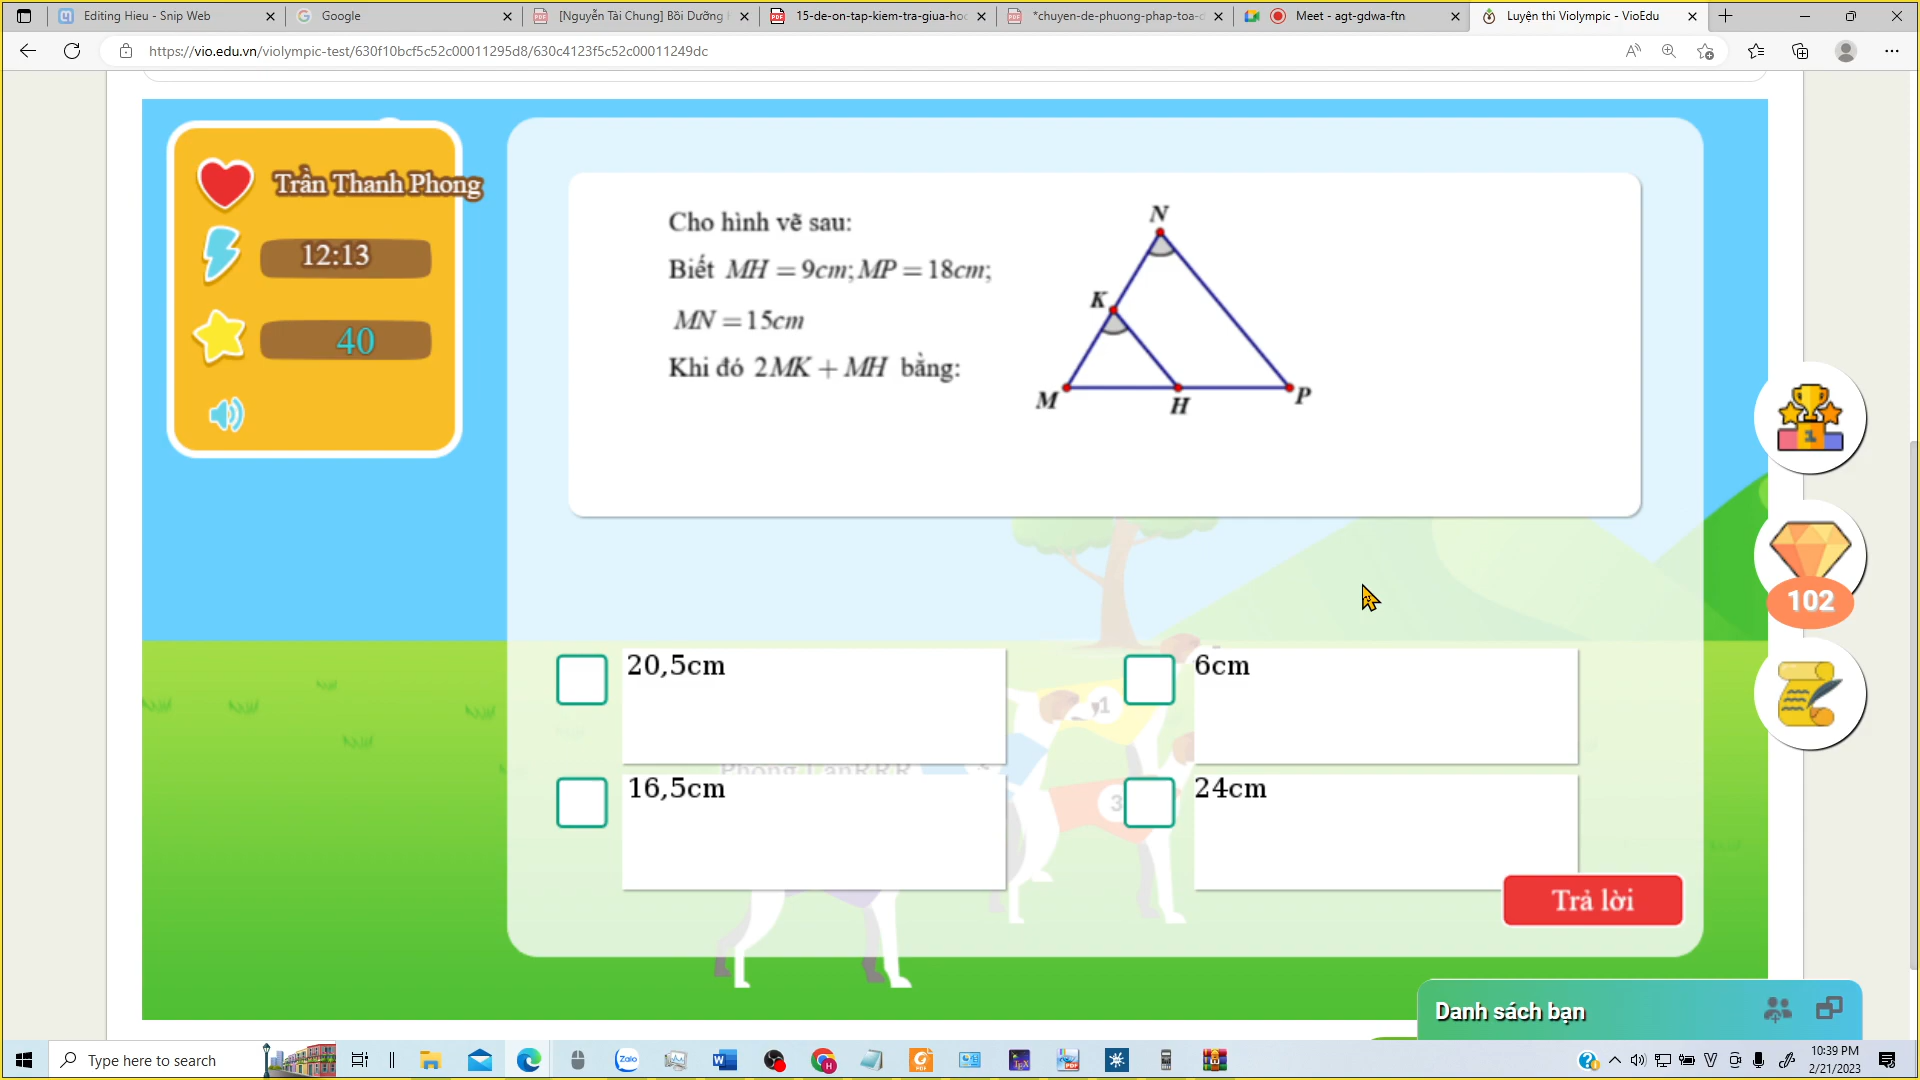 Editing Hieu - Snip Web
Google
[Nguyễn Tài Chung] Bồi Dưỡng
15-de-on-tap-kiem-tra-giua-hoc
*chuyen-de-phuong-phap-toa-d
Meet - agt-gdwa-ftn
Luyện thi Violympic - VioEdu
https://vio.edu.vn/violympic-test/630f10bcf5c52c00011295d8/630c4123f5c52c00011249dc
Trần Thanh Phong
12:13
40
Cho hình vẽ sau:
Biết MH = 9cm; MP = 18cm;
MN = 15cm
Khi đó 2MK + MH bằng:
N
K
M
H
P
102
20,5cm
6cm
1
16,5cm
24cm
3
Trả lời
Danh sách bạn
Type here to search
Zalo
10:39 PM
2/21/2023